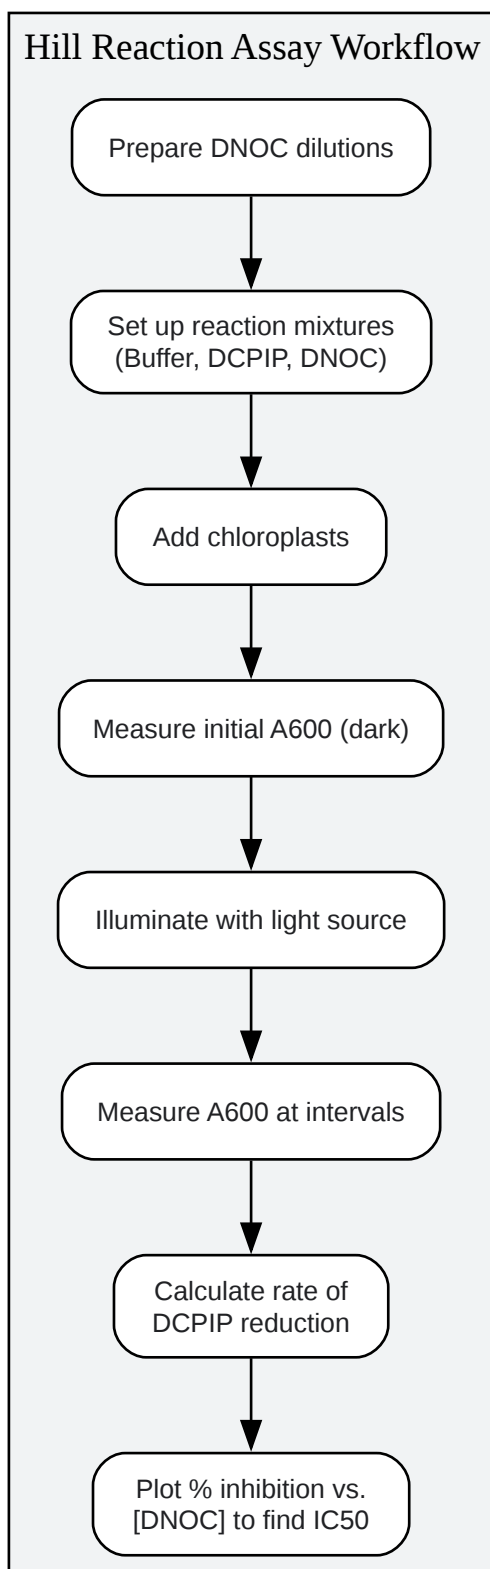 Hill Reaction Assay Workflow
Prepare DNOC dilutions
Set up reaction mixtures
(Buffer, DCPIP, DNOC)
Add chloroplasts
Measure initial A600 (dark)
Illuminate with light source
Measure A600 at intervals
Calculate rate of
DCPIP reduction
Plot % inhibition vs.
[DNOC] to find IC50